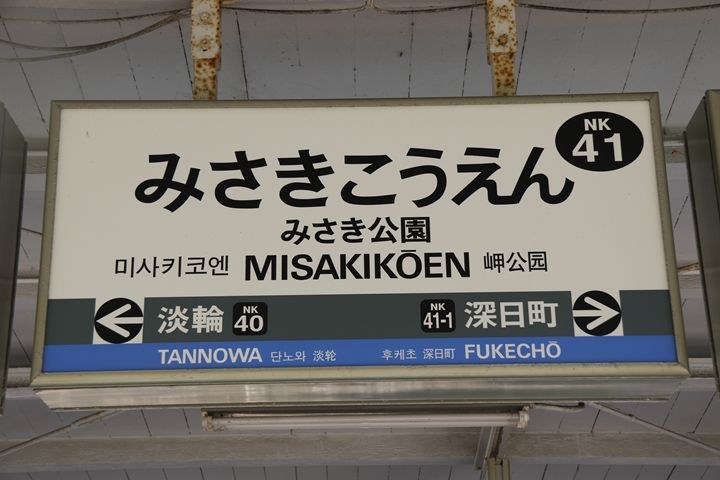 NK
41
みさきこうえん
みさき公園
미사키코엔 MISAKIKŌEN 岬公园
← 淡輪 NK 40 NK 41-1 深日町 →
TANNOWA 단노와 淡轮 후케초 深日町 FUKECHŌ